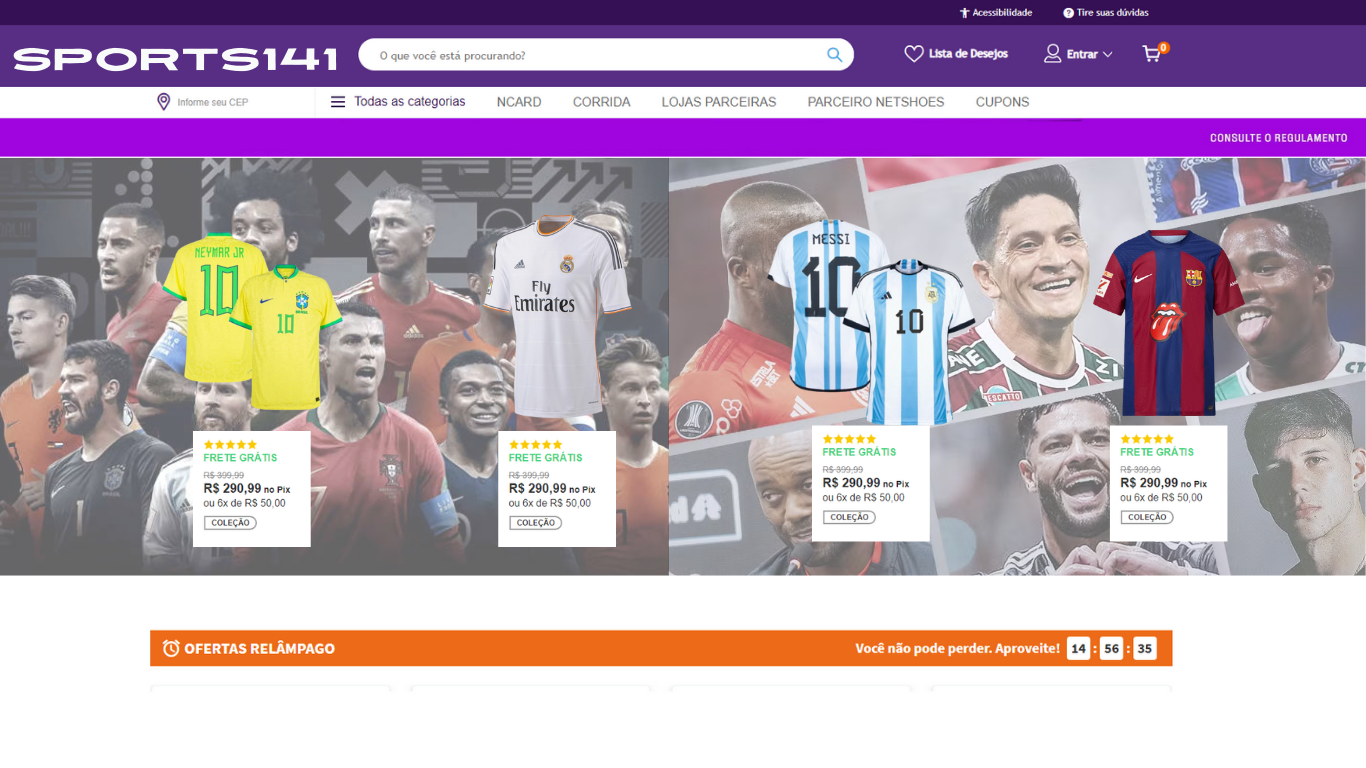 Acessibilidade
Tire suas dúvidas
SPORTS141
O que você está procurando?
Lista de Desejos
Entrar
0
Informe seu CEP
Todas as categorias
NCARD
CORRIDA
LOJAS PARCEIRAS
PARCEIRO NETSHOES
CUPONS
CONSULTE O REGULAMENTO
NEYMAR JR
10
10
BRASIL
Fly
Emirates
MESSI
10
10
FRETE GRÁTIS
R$ 399,99
R$ 290,99 no Pix
ou 6x de R$ 50,00
COLEÇÃO
FRETE GRÁTIS
R$ 399,99
R$ 290,99 no Pix
ou 6x de R$ 50,00
COLEÇÃO
FRETE GRÁTIS
R$ 399,99
R$ 290,99 no Pix
ou 6x de R$ 50,00
COLEÇÃO
FRETE GRÁTIS
R$ 399,99
R$ 290,99 no Pix
ou 6x de R$ 50,00
COLEÇÃO
OFERTAS RELÂMPAGO
Você não pode perder. Aproveite!
14 : 56 : 35